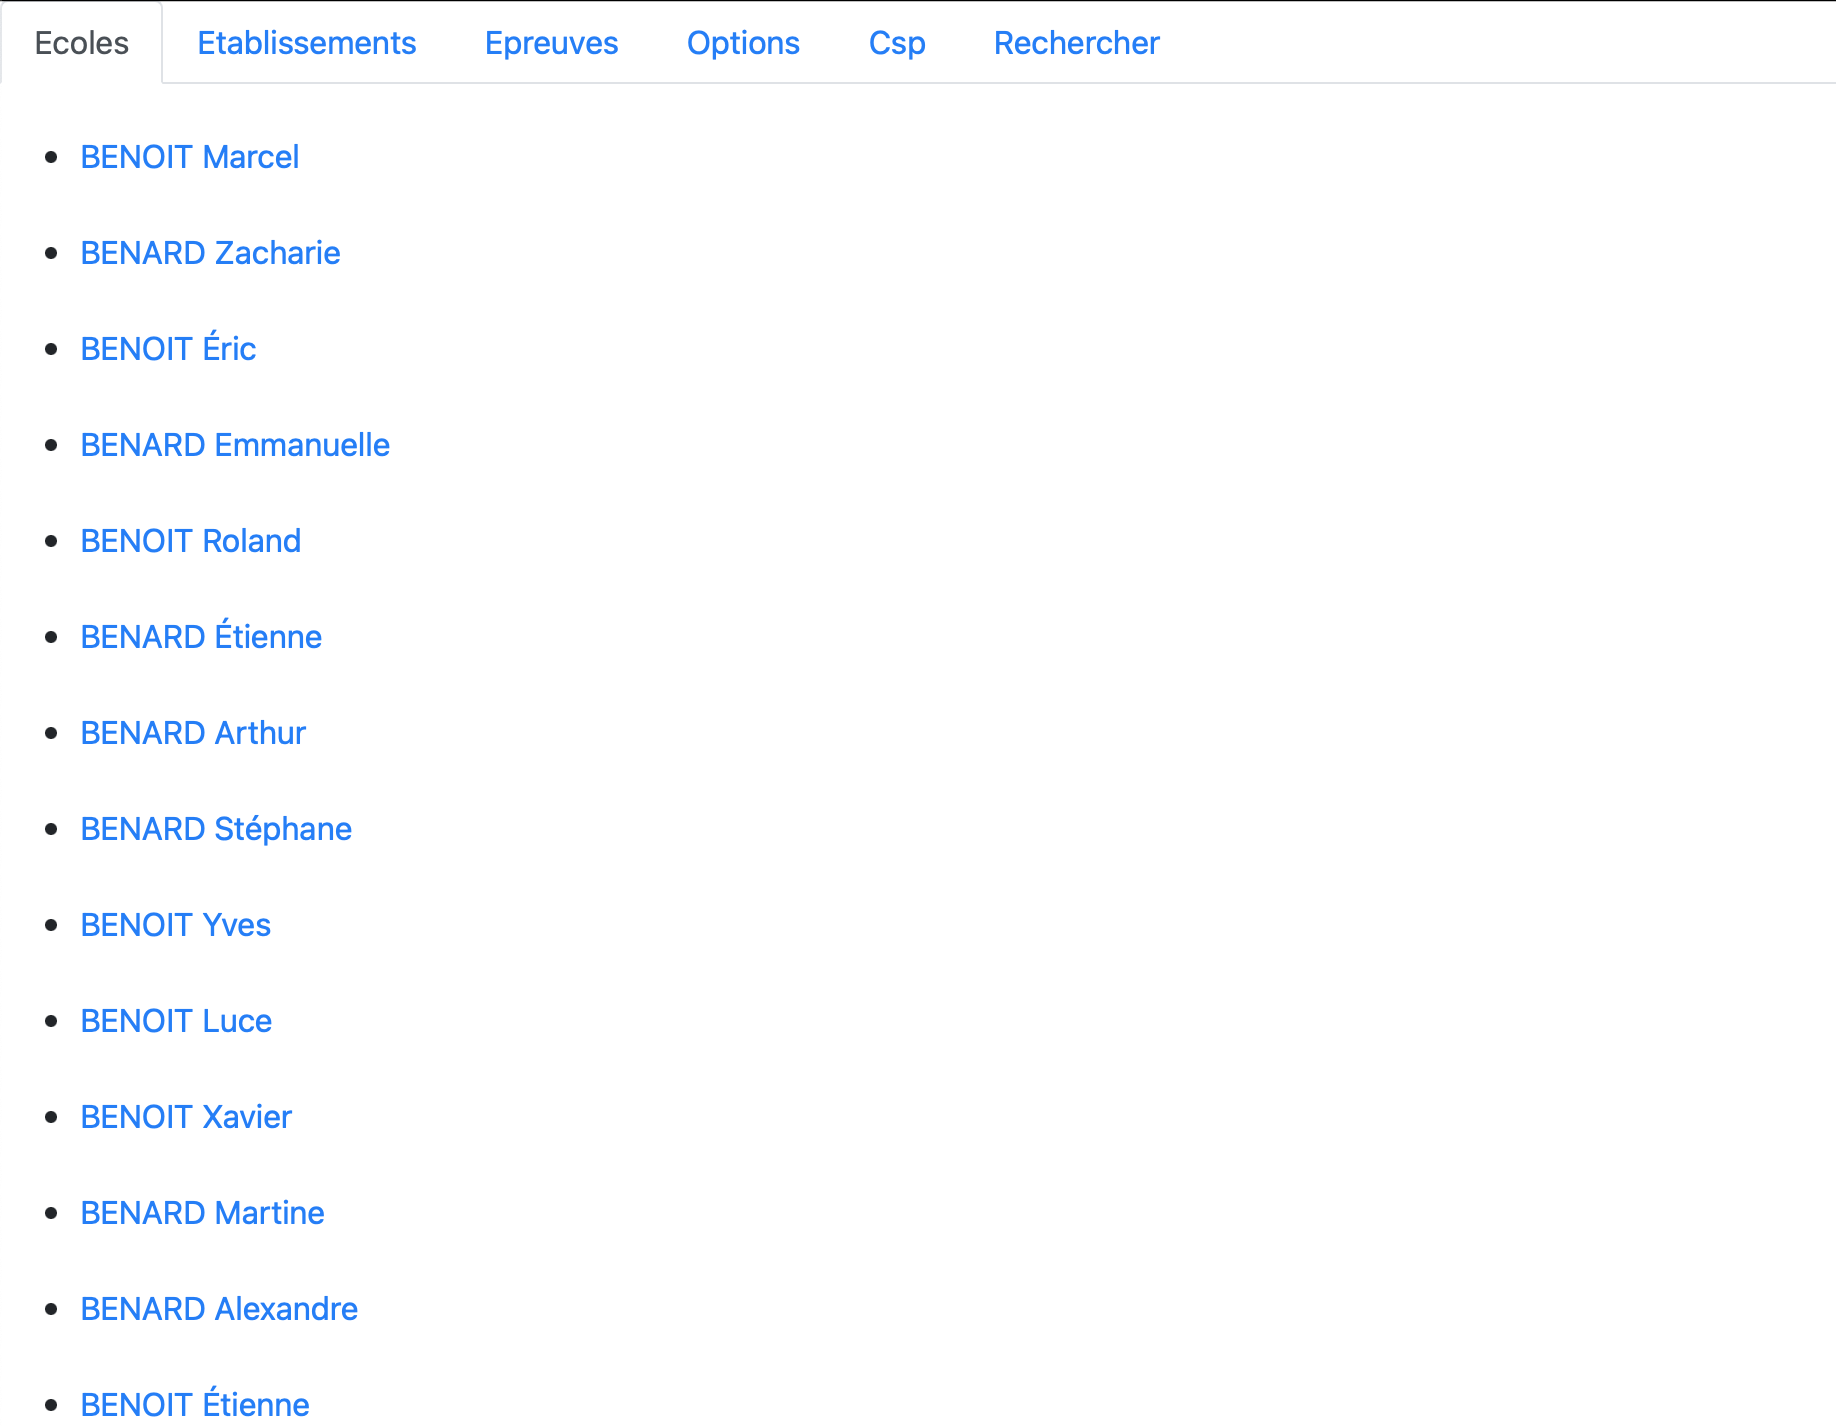 Ecoles Etablissements Epreuves Options Csp Rechercher
BENOIT Marcel
BENARD Zacharie
BENOIT Éric
BENARD Emmanuelle
BENOIT Roland
BENARD Étienne
BENARD Arthur
BENARD Stéphane
BENOIT Yves
BENOIT Luce
BENOIT Xavier
BENARD Martine
BENARD Alexandre
BENOIT Étienne